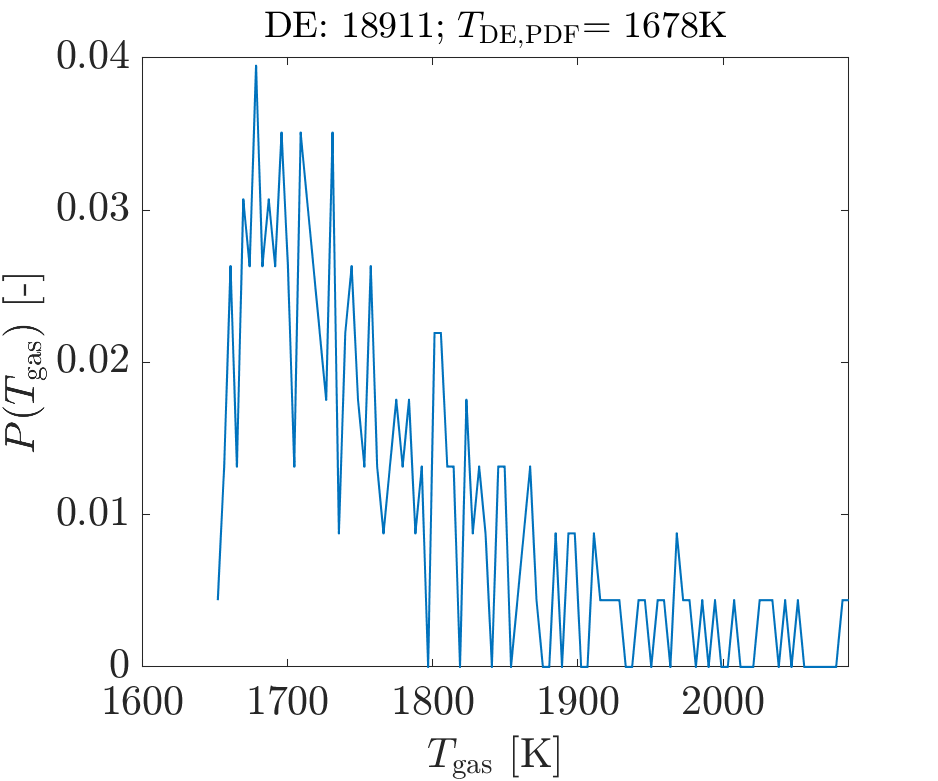 DE: 18911; T_DE,PDF= 1678K
0.04
0.03
0.02
0.01
0
P(T_gas) [-]
1600 1700 1800 1900 2000
T_gas [K]